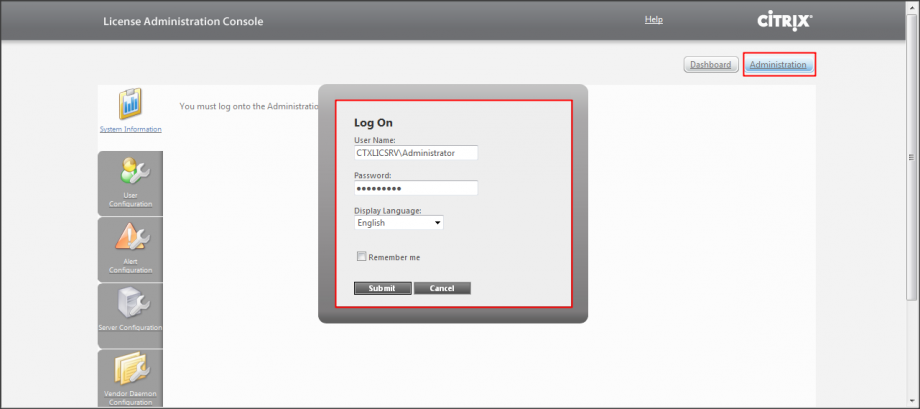 License Administration Console
Help
CITRIX
Dashboard
Administration
System Information
You must log onto the Administratio
Log On
User Name:
CTXLICSRV\Administrator
Password:
•••••••••
Display Language:
English
Remember me
Submit
Cancel
User
Configuration
Alert
Configuration
Server Configuration
Vendor Daemon
Configuration